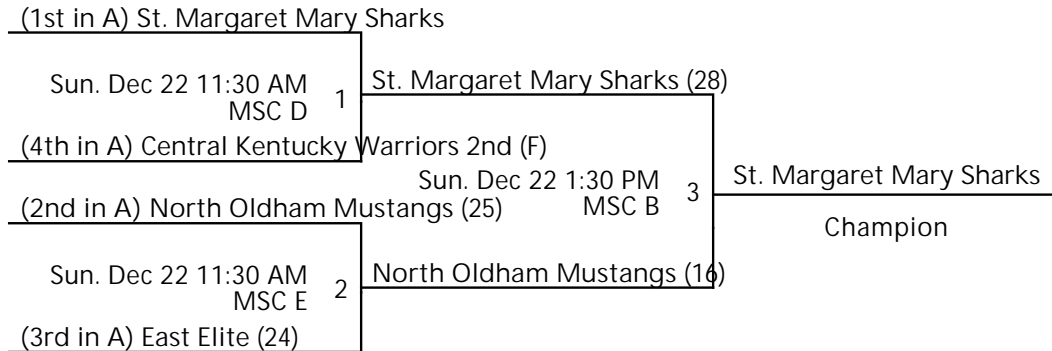 (1st in A) St. Margaret Mary Sharks
Sun. Dec 22 11:30 AM
MSC D
1
St. Margaret Mary Sharks (28)
(4th in A) Central Kentucky Warriors 2nd (F)
Sun. Dec 22 1:30 PM
MSC B
3
St. Margaret Mary Sharks
Champion
(2nd in A) North Oldham Mustangs (25)
Sun. Dec 22 11:30 AM
MSC E
2
North Oldham Mustangs (16)
(3rd in A) East Elite (24)